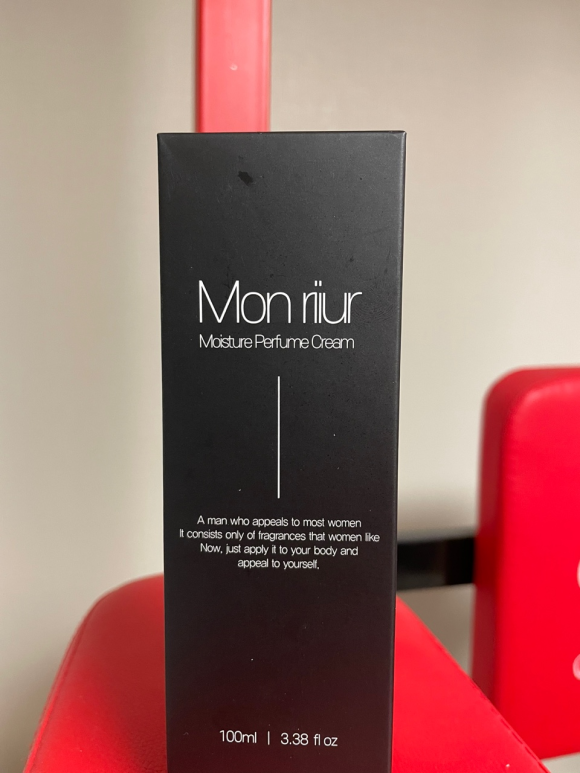 Mon riiur
Moisture Perfume Cream
A man who appeals to most women
It consists only of fragrances that women like
Now, just apply it to your body and
appeal to yourself,
100ml | 3.38 fl oz